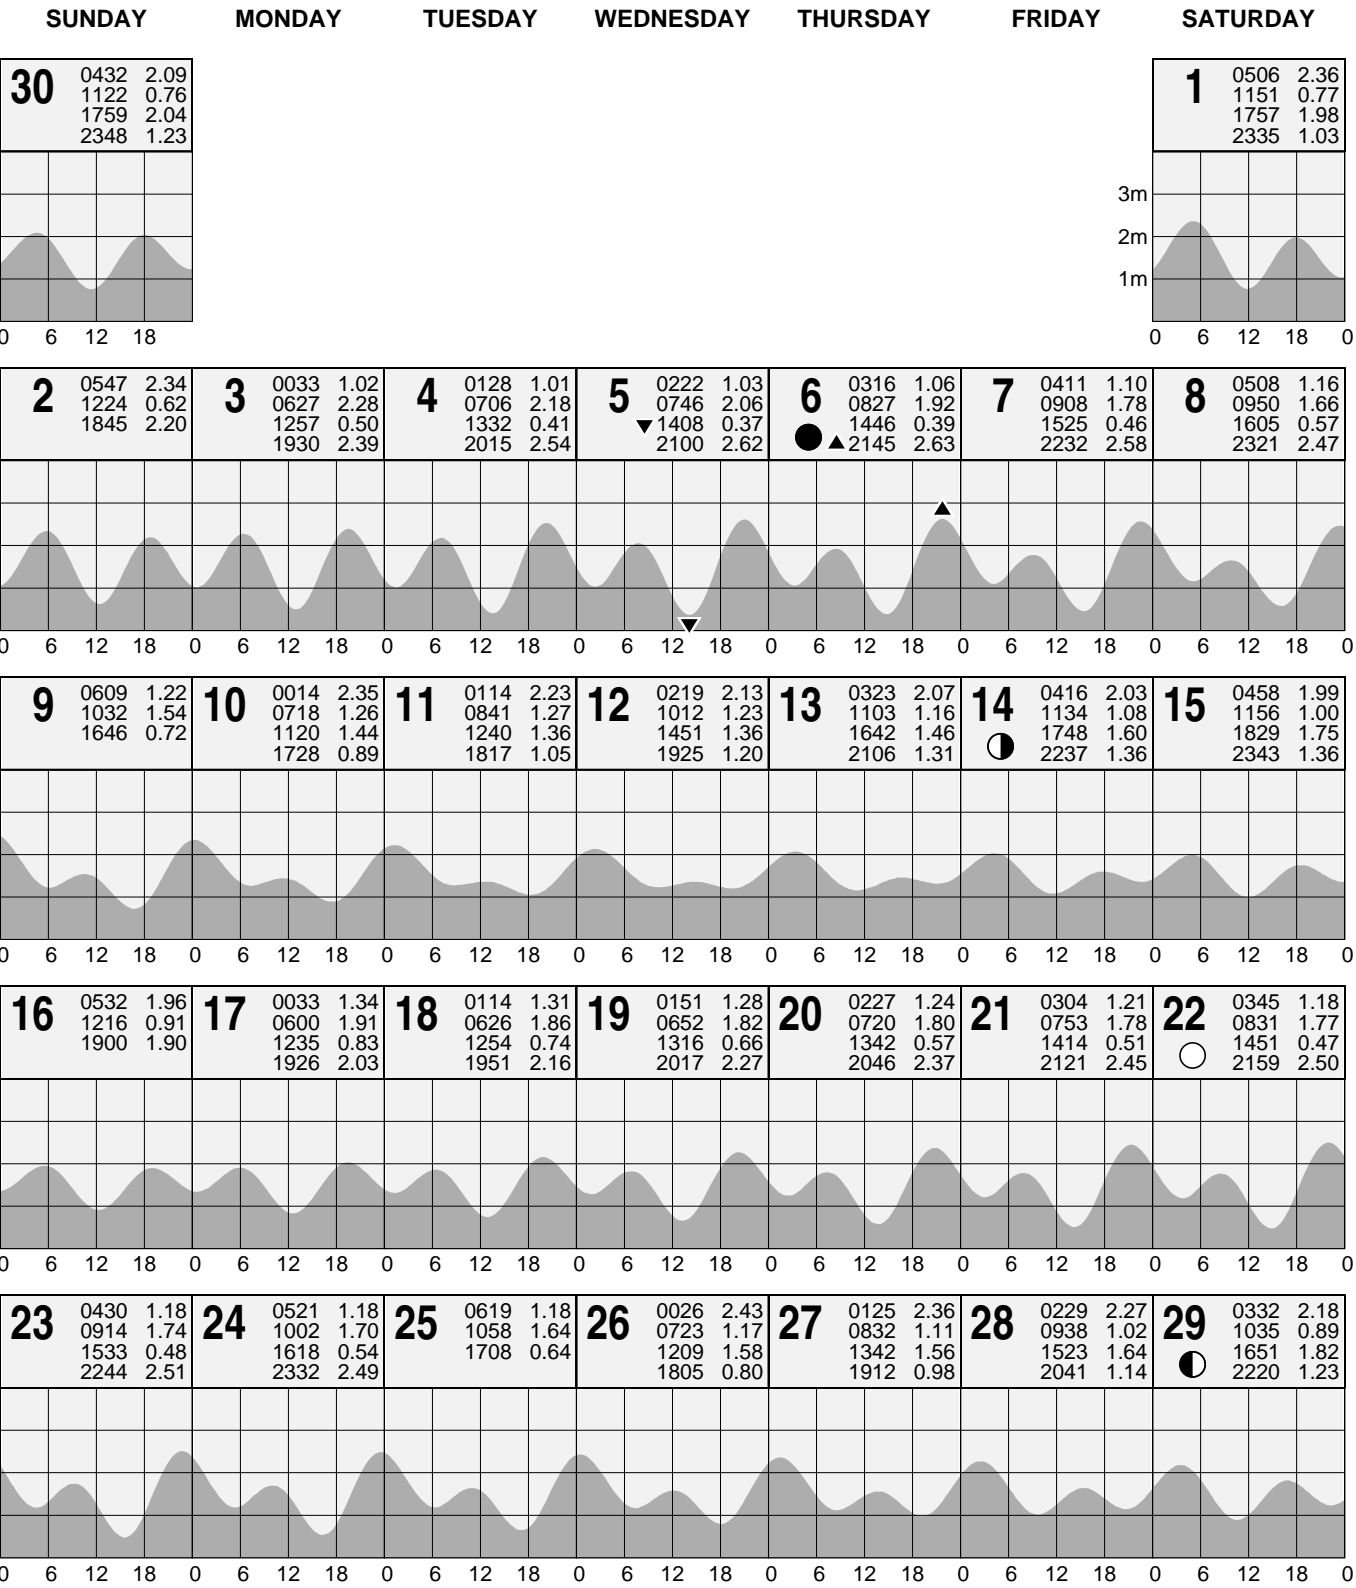 SUNDAY MONDAY TUESDAY WEDNESDAY THURSDAY FRIDAY SATURDAY
30 0432 2.09
1122 0.76
1759 2.04
2348 1.23
1 0506 2.36
1151 0.77
1757 1.98
2335 1.03
3m
2m
1m
0 6 12 18
0 6 12 18 0
2 0547 2.34
1224 0.62
1845 2.20
3 0033 1.02
0627 2.28
1257 0.50
1930 2.39
4 0128 1.01
0706 2.18
1332 0.41
2015 2.54
5 0222 1.03
0746 2.06
1408 0.37
2100 2.62
6 0316 1.06
0827 1.92
1446 0.39
2145 2.63
7 0411 1.10
0908 1.78
1525 0.46
2232 2.58
8 0508 1.16
0950 1.66
1605 0.57
2321 2.47
0 6 12 18 0 6 12 18 0 6 12 18 0 6 12 18 0 6 12 18 0 6 12 18 0 6 12 18 0
9 0609 1.22
1032 1.54
1646 0.72
10 0014 2.35
0718 1.26
1120 1.44
1728 0.89
11 0114 2.23
0841 1.27
1240 1.36
1817 1.05
12 0219 2.13
1012 1.23
1451 1.36
1925 1.20
13 0323 2.07
1103 1.16
1642 1.46
2106 1.31
14 0416 2.03
1134 1.08
1748 1.60
2237 1.36
15 0458 1.99
1156 1.00
1829 1.75
2343 1.36
0 6 12 18 0 6 12 18 0 6 12 18 0 6 12 18 0 6 12 18 0 6 12 18 0 6 12 18 0
16 0532 1.96
1216 0.91
1900 1.90
17 0033 1.34
0600 1.91
1235 0.83
1926 2.03
18 0114 1.31
0626 1.86
1254 0.74
1951 2.16
19 0151 1.28
0652 1.82
1316 0.66
2017 2.27
20 0227 1.24
0720 1.80
1342 0.57
2046 2.37
21 0304 1.21
0753 1.78
1414 0.51
2121 2.45
22 0345 1.18
0831 1.77
1451 0.47
2159 2.50
0 6 12 18 0 6 12 18 0 6 12 18 0 6 12 18 0 6 12 18 0 6 12 18 0 6 12 18 0
23 0430 1.18
0914 1.74
1533 0.48
2244 2.51
24 0521 1.18
1002 1.70
1618 0.54
2332 2.49
25 0619 1.18
1058 1.64
1708 0.64
26 0026 2.43
0723 1.17
1209 1.58
1805 0.80
27 0125 2.36
0832 1.11
1342 1.56
1912 0.98
28 0229 2.27
0938 1.02
1523 1.64
2041 1.14
29 0332 2.18
1035 0.89
1651 1.82
2220 1.23
0 6 12 18 0 6 12 18 0 6 12 18 0 6 12 18 0 6 12 18 0 6 12 18 0 6 12 18 0